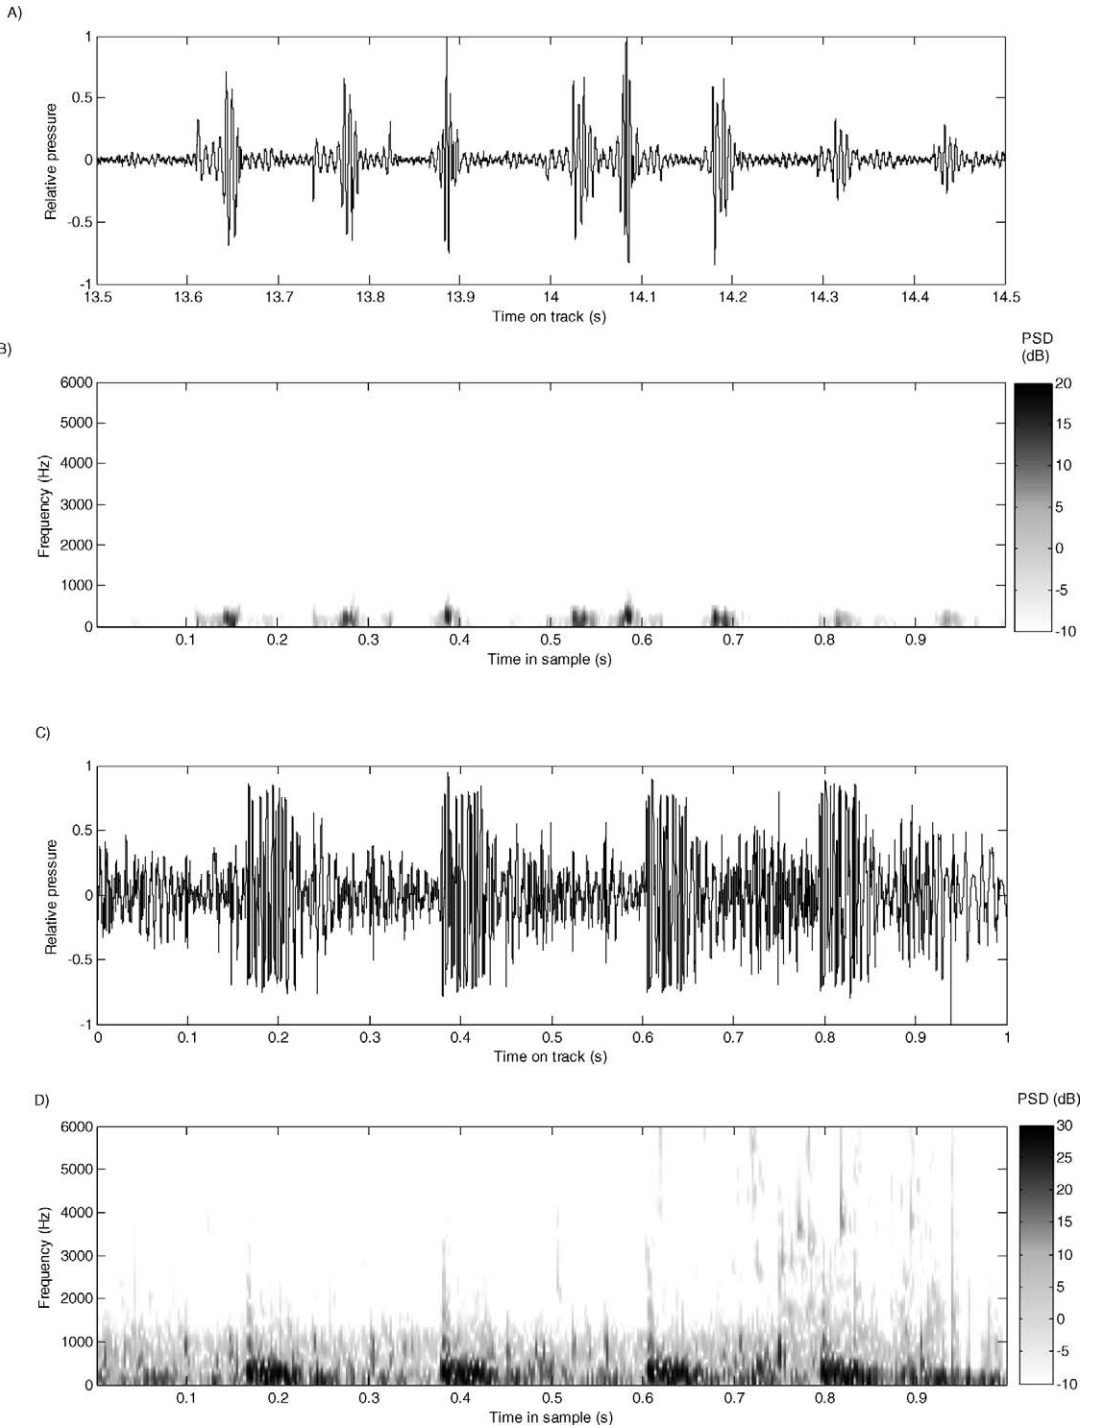 A)
1
0.5
0
-0.5
-1
Relative pressure
13.5 13.6 13.7 13.8 13.9 14 14.1 14.2 14.3 14.4 14.5
Time on track (s)
B)
PSD
(dB)
6000
5000
4000
3000
2000
1000
0
Frequency (Hz)
0.1 0.2 0.3 0.4 0.5 0.6 0.7 0.8 0.9
Time in sample (s)
20
15
10
5
0
-5
-10
C)
1
0.5
0
-0.5
-1
Relative pressure
0 0.1 0.2 0.3 0.4 0.5 0.6 0.7 0.8 0.9 1
Time on track (s)
D)
PSD (dB)
6000
5000
4000
3000
2000
1000
0
Frequency (Hz)
0.1 0.2 0.3 0.4 0.5 0.6 0.7 0.8 0.9
Time in sample (s)
30
25
20
15
10
5
0
-5
-10